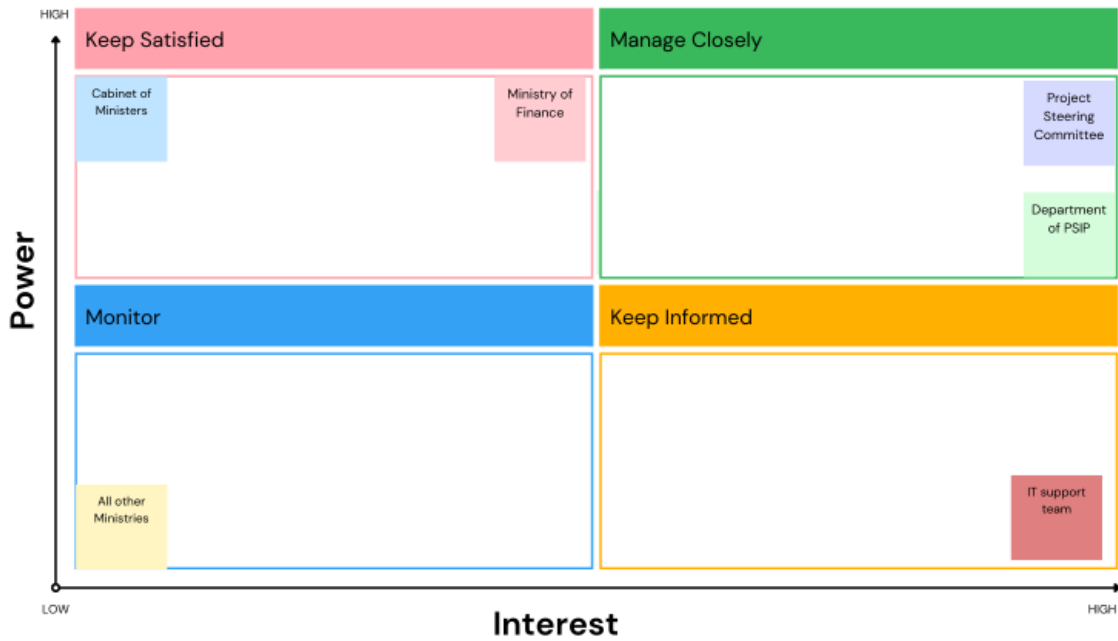 HIGH
Keep Satisfied
Manage Closely
Cabinet of
Ministers
Ministry of
Finance
Project
Steering
Committee
Department
of PSIP
Power
Monitor
Keep Informed
All other
Ministries
IT support
team
LOW
HIGH
Interest